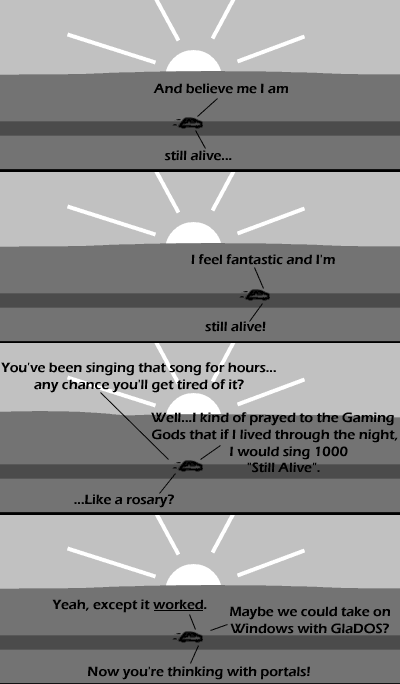 And believe me I am
still alive...
I feel fantastic and I'm
still alive!
You've been singing that song for hours...
any chance you'll get tired of it?
Well...I kind of prayed to the Gaming
Gods that if I lived through the night,
I would sing 1000
"Still Alive".
...Like a rosary?
Yeah, except it worked.
Maybe we could take on
Windows with GlaDOS?
Now you're thinking with portals!